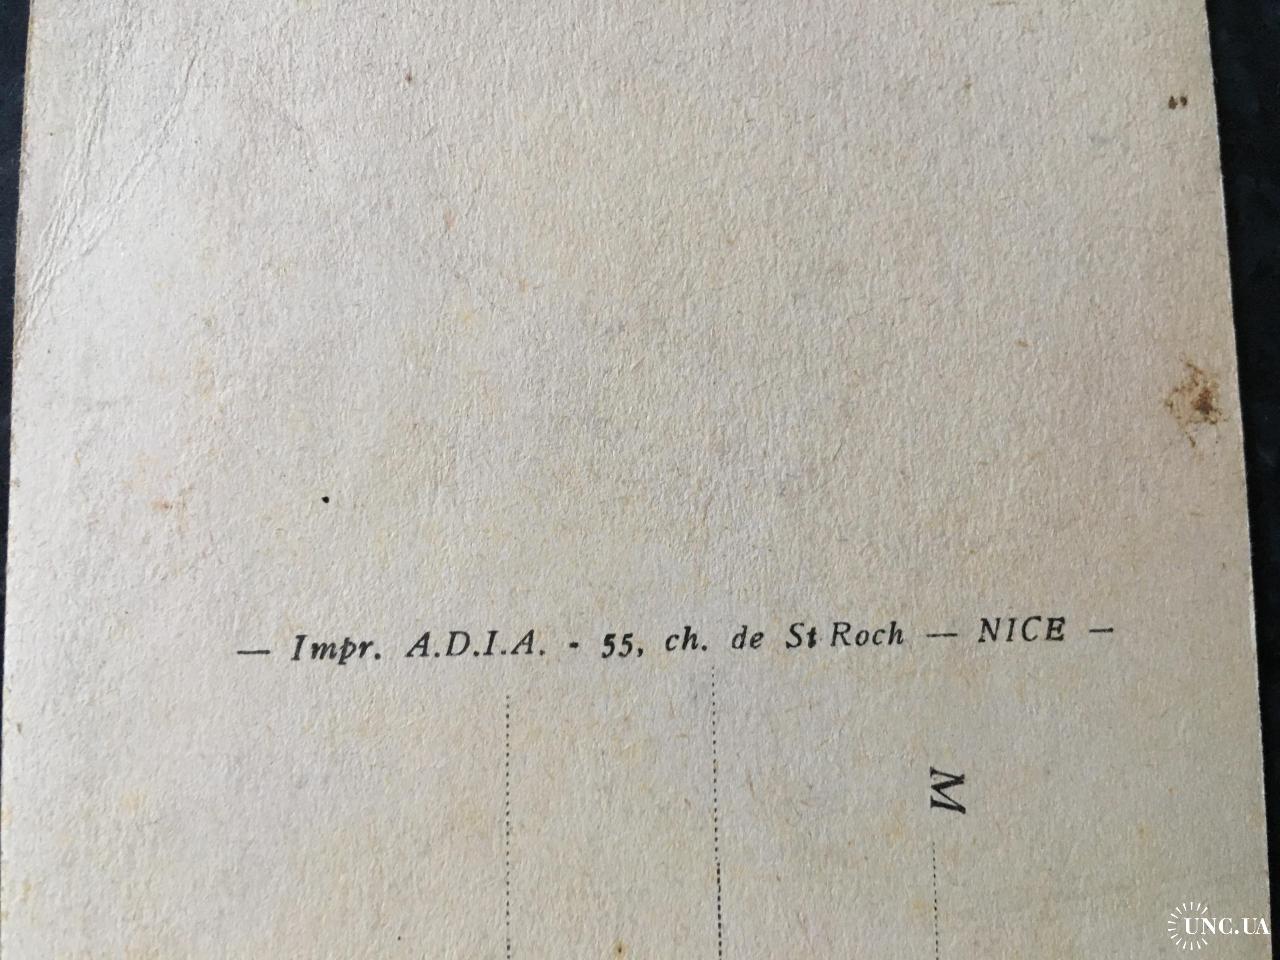 — Impr. A.D.I.A. - 55, ch. de St Roch — NICE —
M
UNC.UA